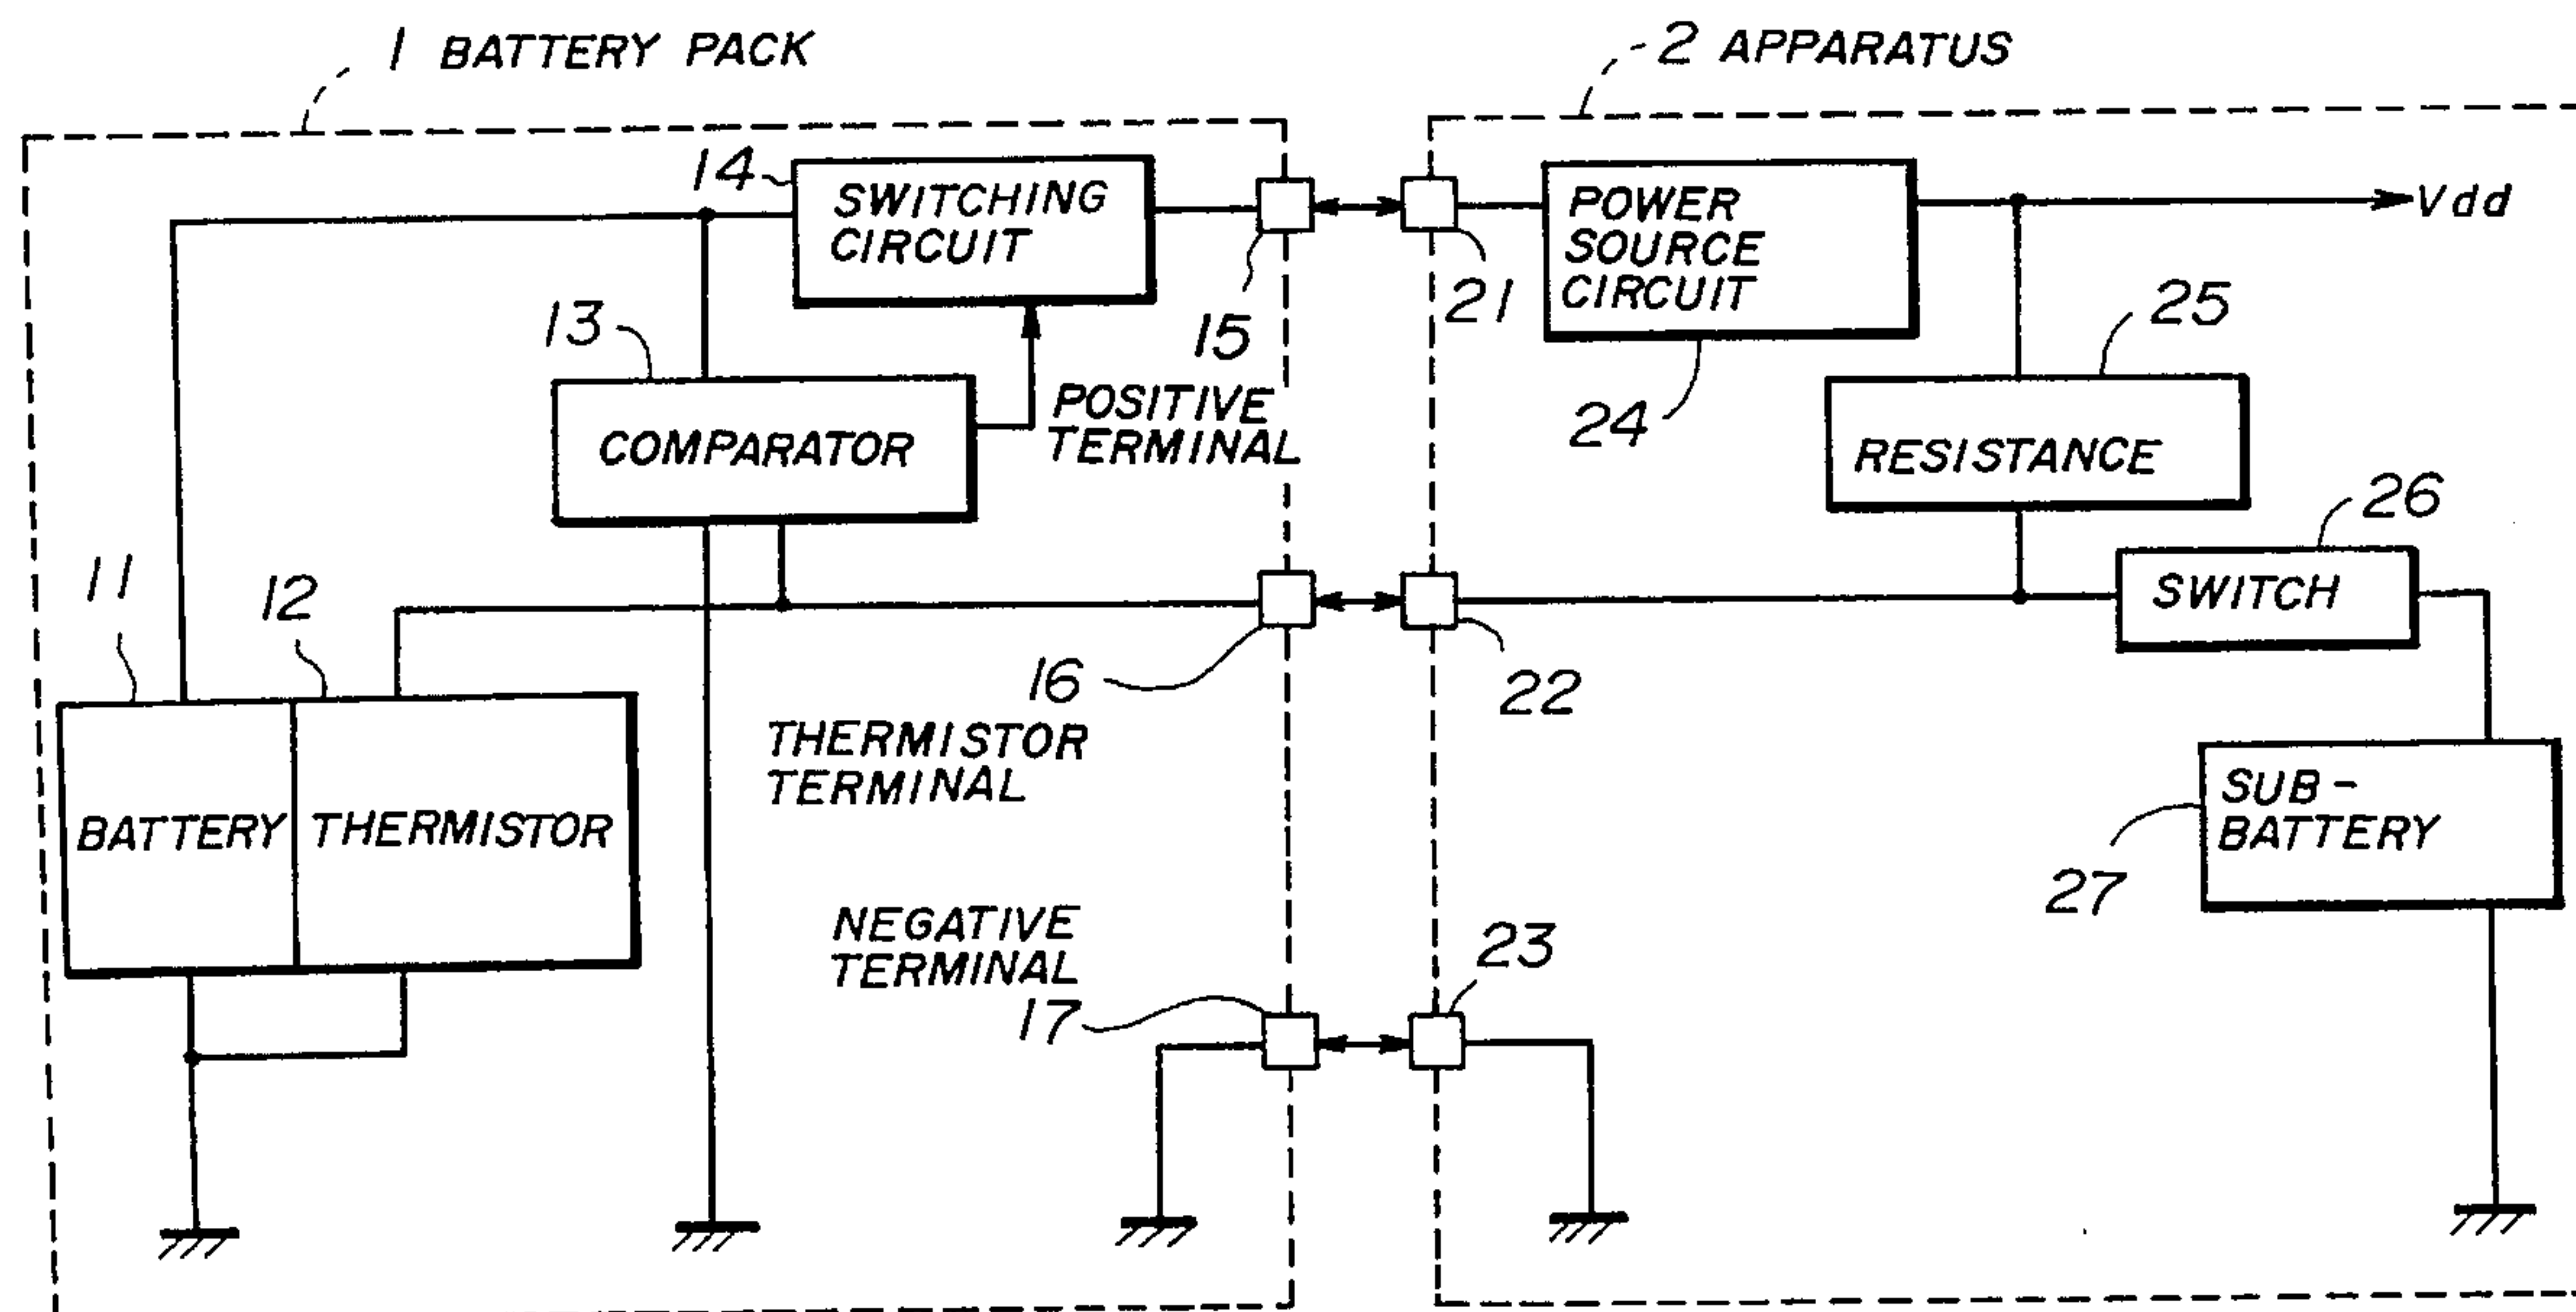 1 BATTERY PACK
2 APPARATUS
14
SWITCHING
CIRCUIT
POWER
SOURCE
CIRCUIT
Vdd
13
15
21
25
COMPARATOR
POSITIVE
TERMINAL
24
RESISTANCE
26
11
12
SWITCH
16
22
THERMISTOR
TERMINAL
BATTERY
THERMISTOR
SUB-
BATTERY
27
NEGATIVE
TERMINAL
17
23